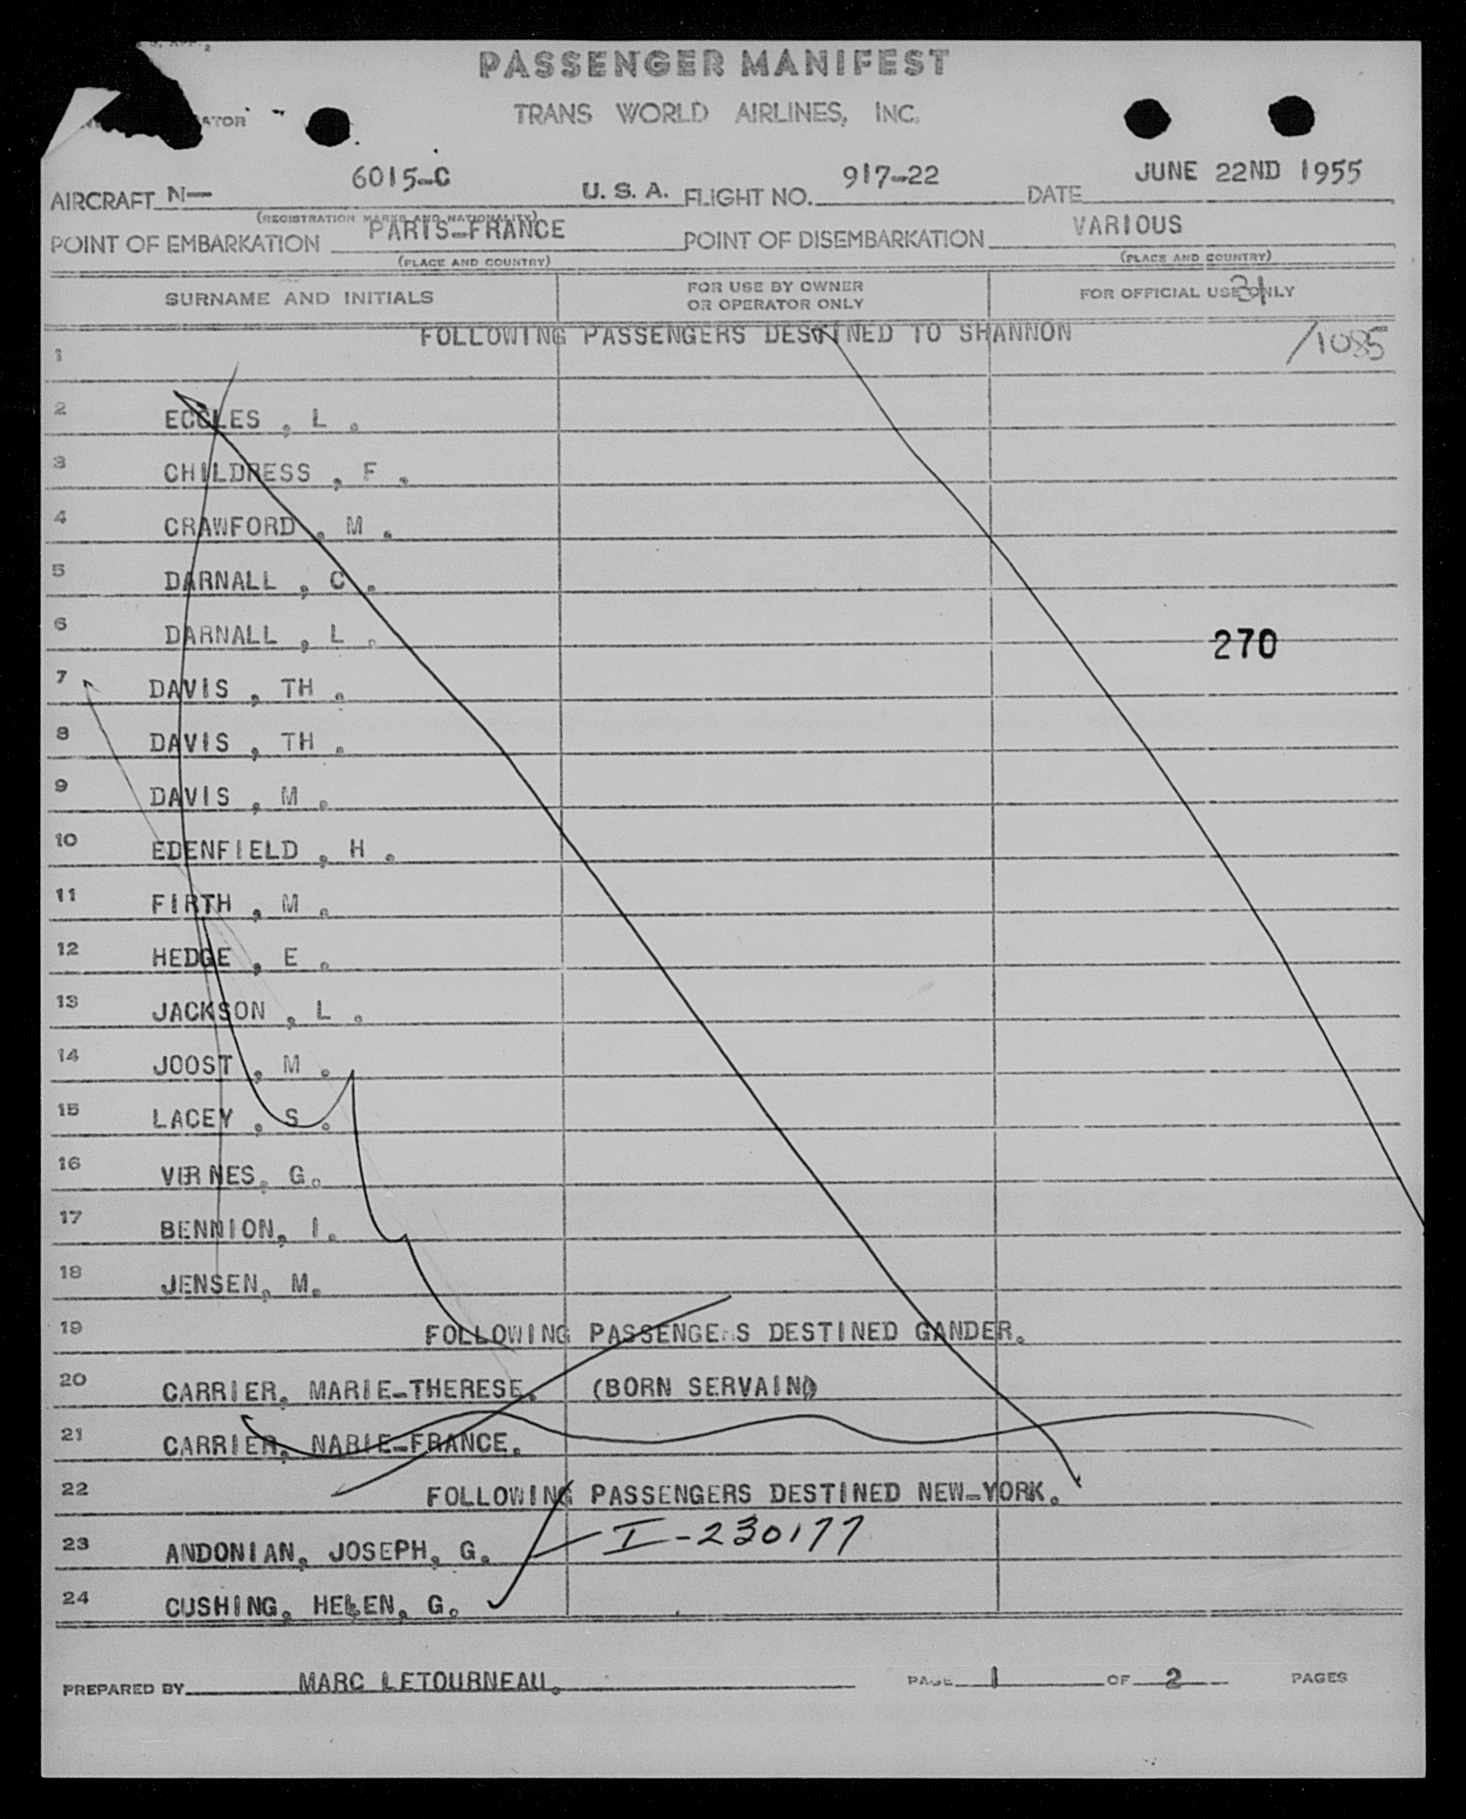 PASSENGER MANIFEST
TRANS WORLD AIRLINES, INC.
AIRCRAFT N- 6015-C U.S.A. FLIGHT NO. 917-22 DATE JUNE 22ND 1955
(REGISTRATION MARKS AND NATIONALITY)
POINT OF EMBARKATION PARIS-FRANCE POINT OF DISEMBARKATION VARIOUS
(PLACE AND COUNTRY) (PLACE AND COUNTRY)
SURNAME AND INITIALS FOR USE BY OWNER OR OPERATOR ONLY FOR OFFICIAL USE ONLY 31
1 FOLLOWING PASSENGERS DESTINED TO SHANNON /1085
2 ECCLES , L .
3 CHILDRESS , F .
4 CRAWFORD , M .
5 DARNALL , C .
6 DARNALL , L . 270
7 DAVIS , TH .
8 DAVIS , TH .
9 DAVIS , M .
10 EDENFIELD , H .
11 FIRTH , M .
12 HEDGE , E .
13 JACKSON , L .
14 JOOST , M .
15 LACEY , S .
16 VERNES, G.
17 BENNION, I.
18 JENSEN, M.
19 FOLLOWING PASSENGERS DESTINED GANDER.
20 CARRIER, MARIE-THERESE. (BORN SERVAIN)
21 CARRIER, NARIE-FRANCE.
22 FOLLOWING PASSENGERS DESTINED NEW-YORK.
23 ANDONIAN, JOSEPH, G. I-230177
24 CUSHING, HELEN, G.
PREPARED BY MARC LETOURNEAU. PAGE 1 OF 2 PAGES